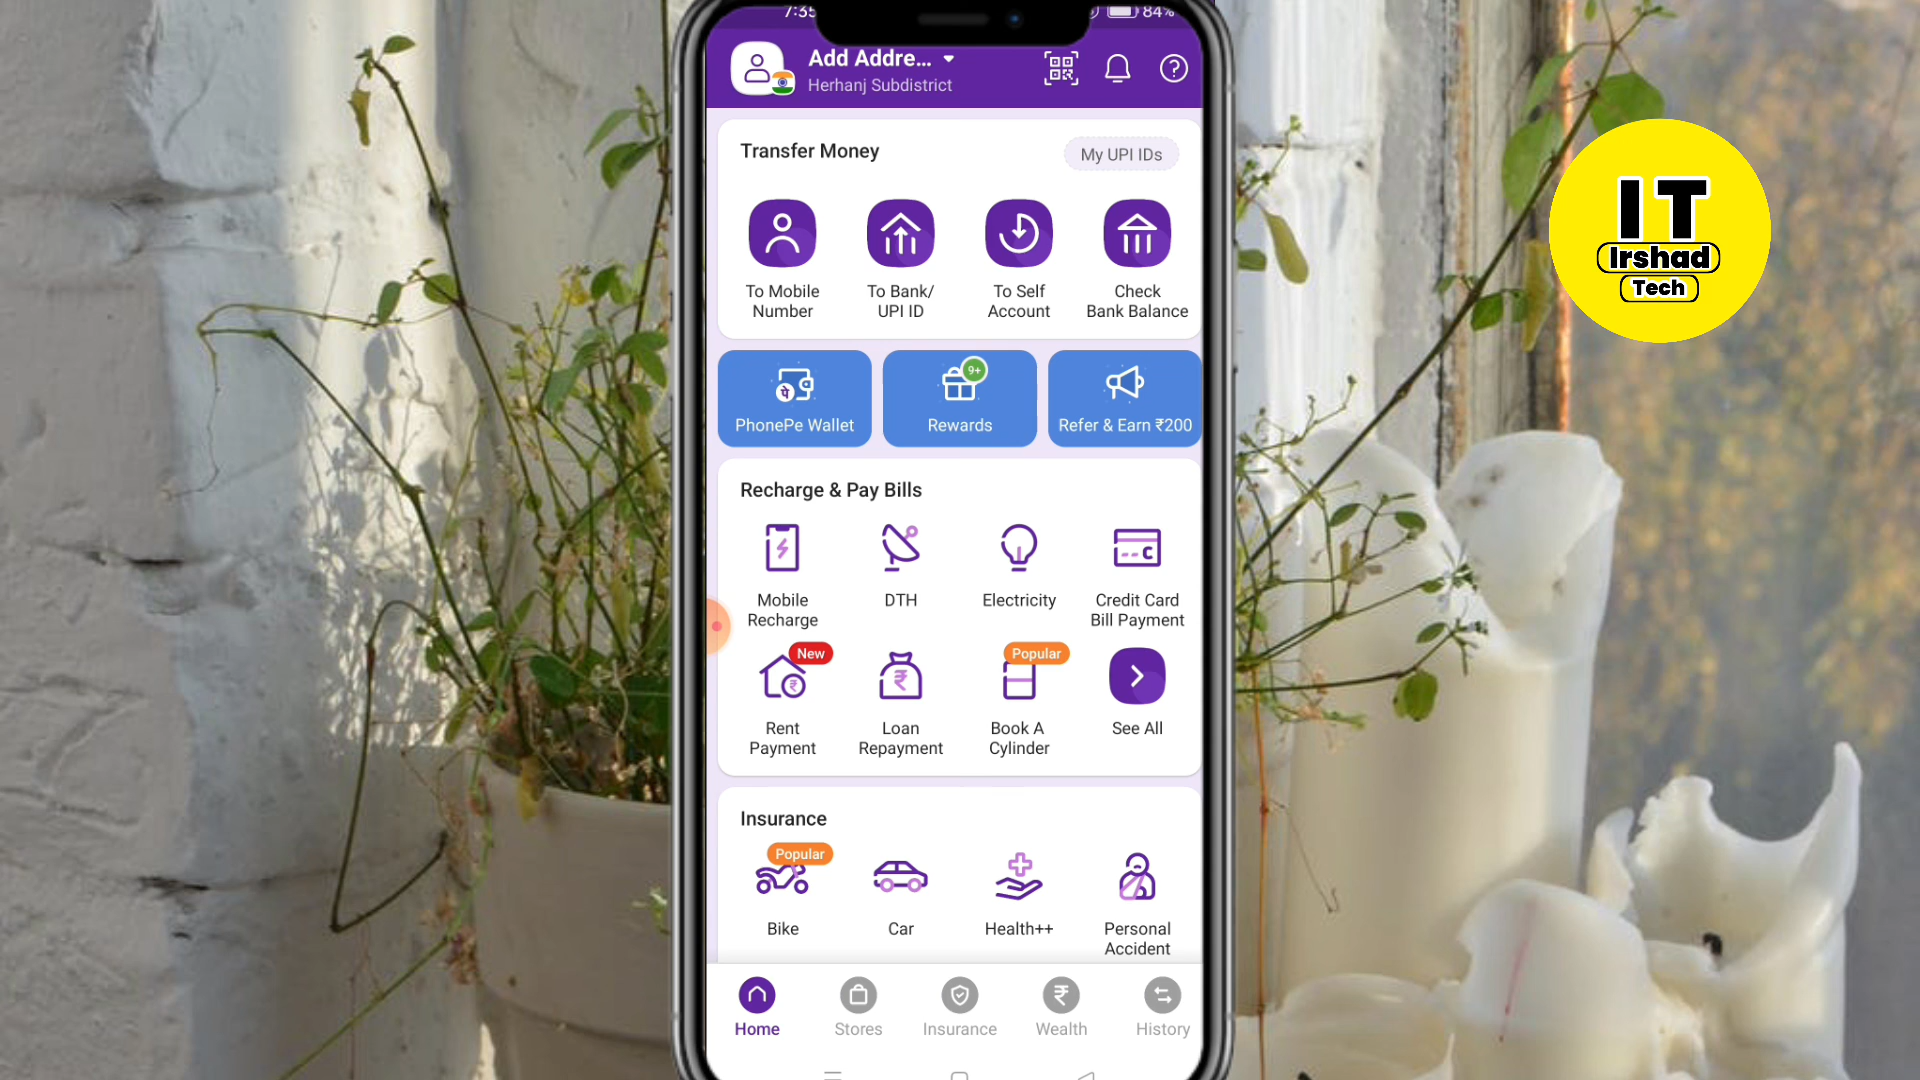 7:35
84%
Add Addre...
Herhanj Subdistrict
Transfer Money
My UPI IDs
To Mobile
Number
To Bank/
UPI ID
To Self
Account
Check
Bank Balance
पे
PhonePe Wallet
9+
Rewards
Refer & Earn ₹200
Recharge & Pay Bills
Mobile
Recharge
DTH
Electricity
C
Credit Card
Bill Payment
New
₹
Rent
Payment
₹
Loan
Repayment
Popular
Book A
Cylinder
See All
Insurance
Popular
Bike
Car
Health++
Personal
Accident
Home
Stores
Insurance
₹
Wealth
History
IT
Irshad
Tech